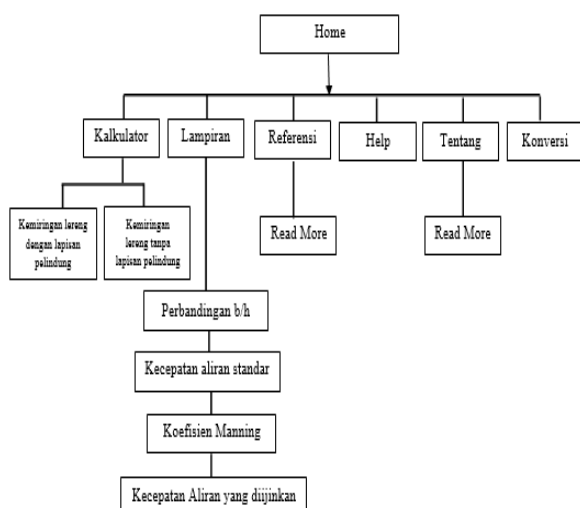 Home
Kalkulator
Lampiran
Referensi
Help
Tentang
Konversi
Kemiringan lereng
dengan lapisan
pelindung
Kemiringan
lereng tanpa
lapisan pelindung
Read More
Read More
Perbandingan b/h
Kecepatan aliran standar
Koefisien Manning
Kecepatan Aliran yang diijinkan